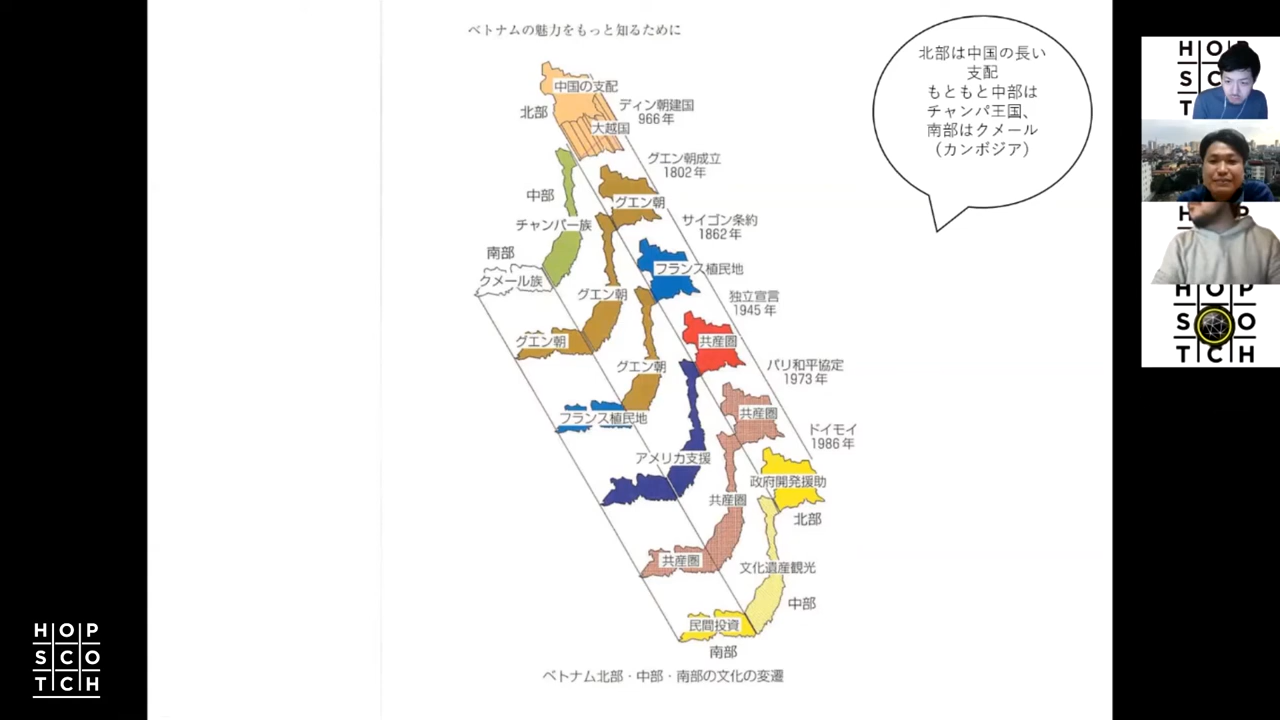 ベトナムの魅力をもっと知るために
北部は中国の長い
支配
もともと中部は
チャンパ王国、
南部はクメール
（カンボジア）
中国の支配
北部
ディン朝建国
966年
大越国
グエン朝成立
1802年
中部
グエン朝
チャンパー族
サイゴン条約
1862年
南部
クメール族
フランス植民地
グエン朝
独立宣言
1945年
グエン朝
共産圏
グエン朝
パリ和平協定
1973年
フランス植民地
共産圏
ドイモイ
1986年
アメリカ支援
政府開発援助
共産圏
北部
共産圏
文化遺産観光
中部
民間投資
南部
ベトナム北部・中部・南部の文化の変遷
HOP
SCO
TCH
HOP
S
T
H O P
H O P
S O
TCH